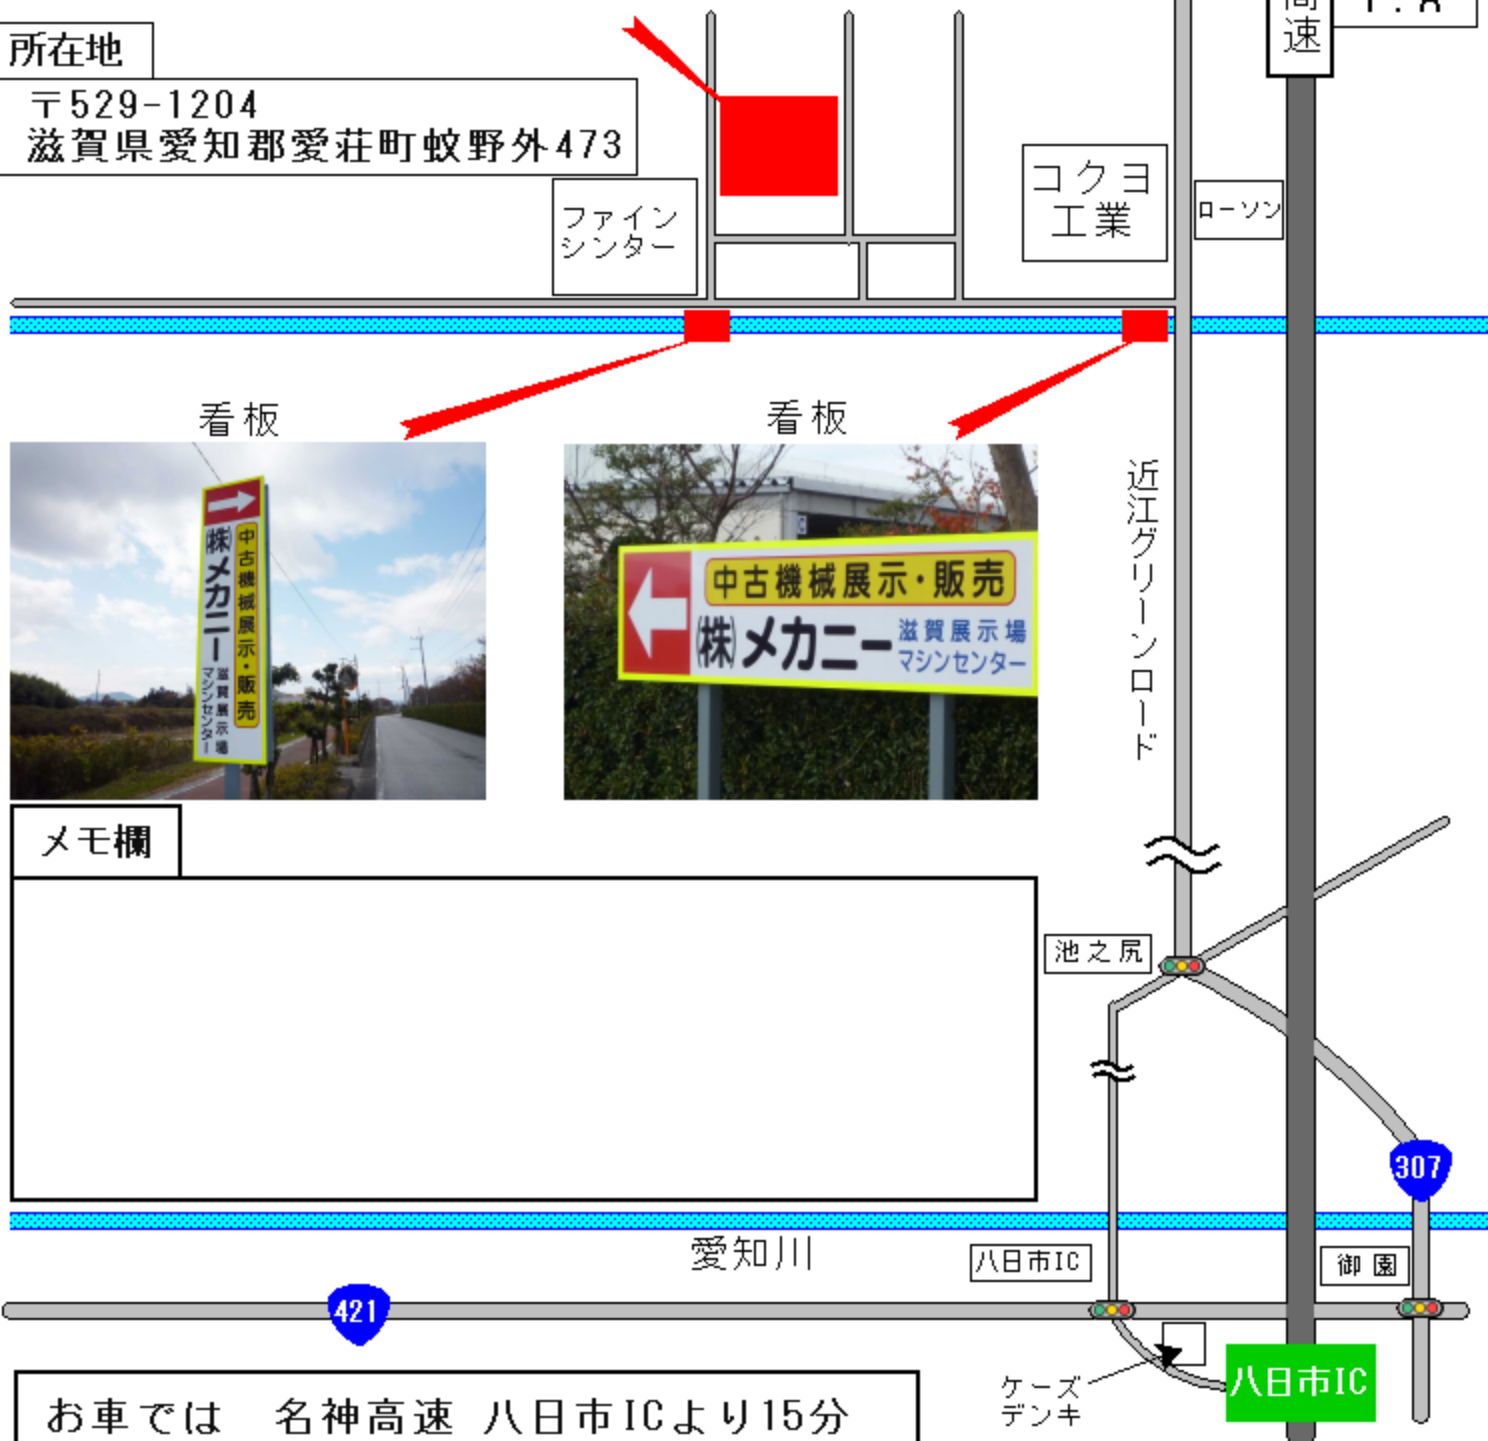 速
所在地
〒529-1204
滋賀県愛知郡愛荘町蚊野外473
ファイン
シンター
コクヨ
工業
ローソン
看板
看板
(株)メカニー
中古機械展示・販売
滋賀展示場
マシンセンター
中古機械展示・販売
(株)メカニー
滋賀展示場
マシンセンター
近江グリーンロード
メモ欄
池之尻
307
愛知川
八日市IC
御園
421
ケーズ
デンキ
八日市IC
お車では 名神高速 八日市ICより15分